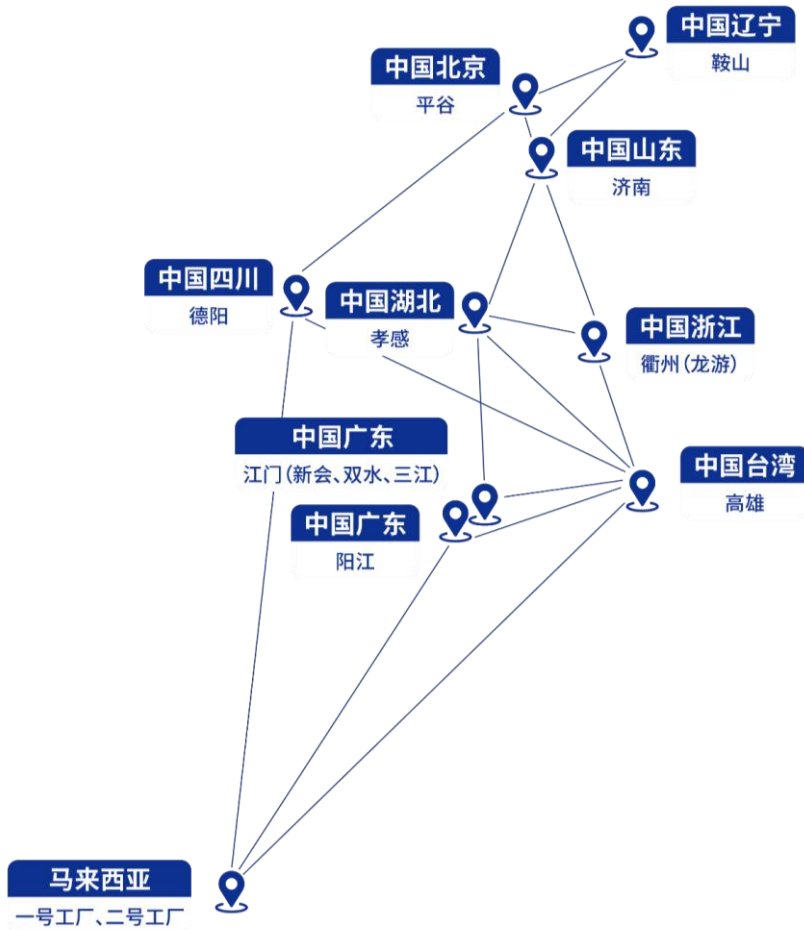 中国辽宁
鞍山
中国北京
平谷
中国山东
济南
中国四川
德阳
中国湖北
孝感
中国浙江
衢州(龙游)
中国广东
江门(新会、双水、三江)
中国台湾
高雄
中国广东
阳江
马来西亚
一号工厂、二号工厂